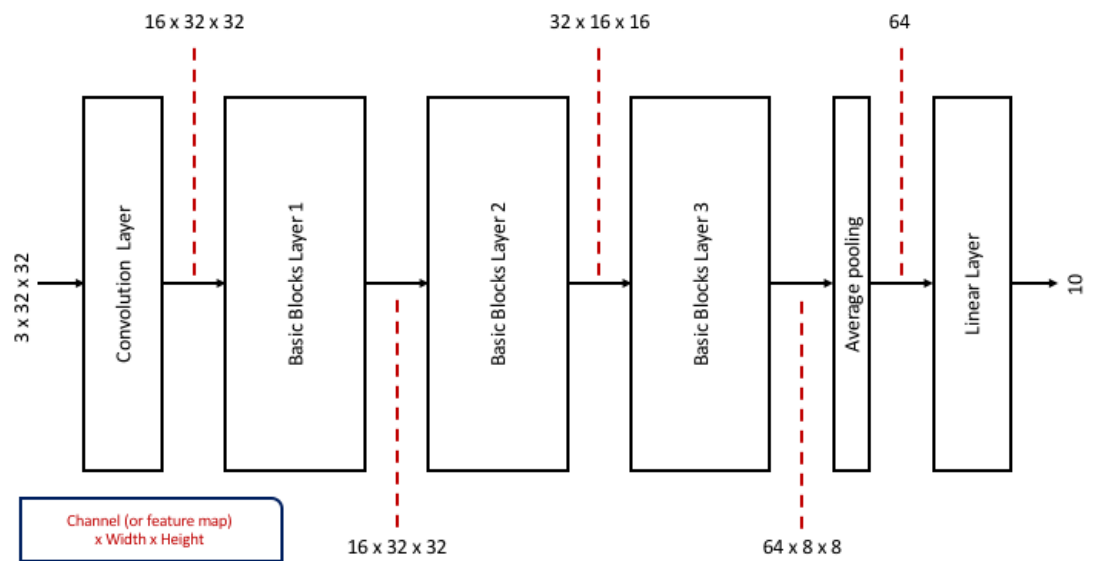 16 x 32 x 32
32 x 16 x 16
64
3 x 32 x 32
Convolution Layer
Basic Blocks Layer 1
Basic Blocks Layer 2
Basic Blocks Layer 3
Average pooling
Linear Layer
10
Channel (or feature map)
x Width x Height
16 x 32 x 32
64 x 8 x 8